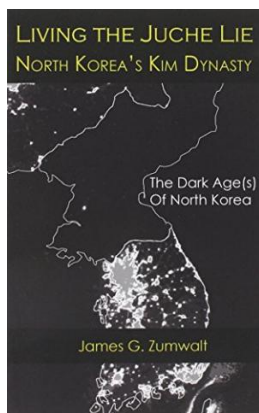 LIVING THE JUCHE LIE
NORTH KOREA'S KIM DYNASTY
The Dark Age(s)
Of North Korea
James G. Zumwalt